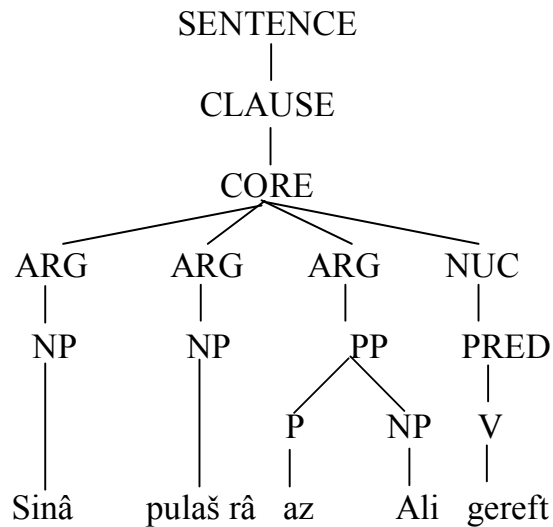 SENTENCE
CLAUSE
CORE
ARG ARG ARG NUC
NP NP PP PRED
P NP V
Sinâ pulaš râ az Ali gereft